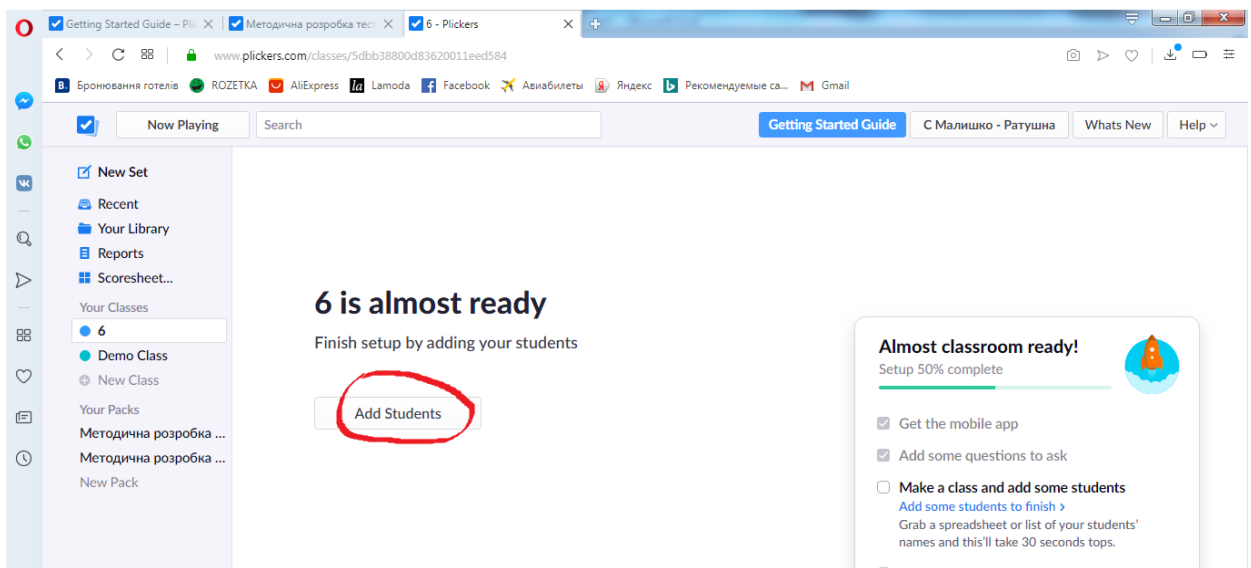 Getting Started Guide – Pli
Методична розробка тест
6 - Plickers
www.plickers.com/classes/5dbb38800d83620011eed584
B. Бронювання готелів ROZETKA AliExpress la Lamoda Facebook Авиабилеты Я Яндекс Рекомендуемые са... Gmail
Now Playing Search Getting Started Guide С Малишко - Ратушна Whats New Help
New Set
Recent
Your Library
Reports
Scoresheet...
Your Classes
6
Demo Class
New Class
Your Packs
Методична розробка ...
Методична розробка ...
New Pack
6 is almost ready
Finish setup by adding your students
Add Students
Almost classroom ready!
Setup 50% complete
Get the mobile app
Add some questions to ask
Make a class and add some students
Add some students to finish >
Grab a spreadsheet or list of your students'
names and this'll take 30 seconds tops.